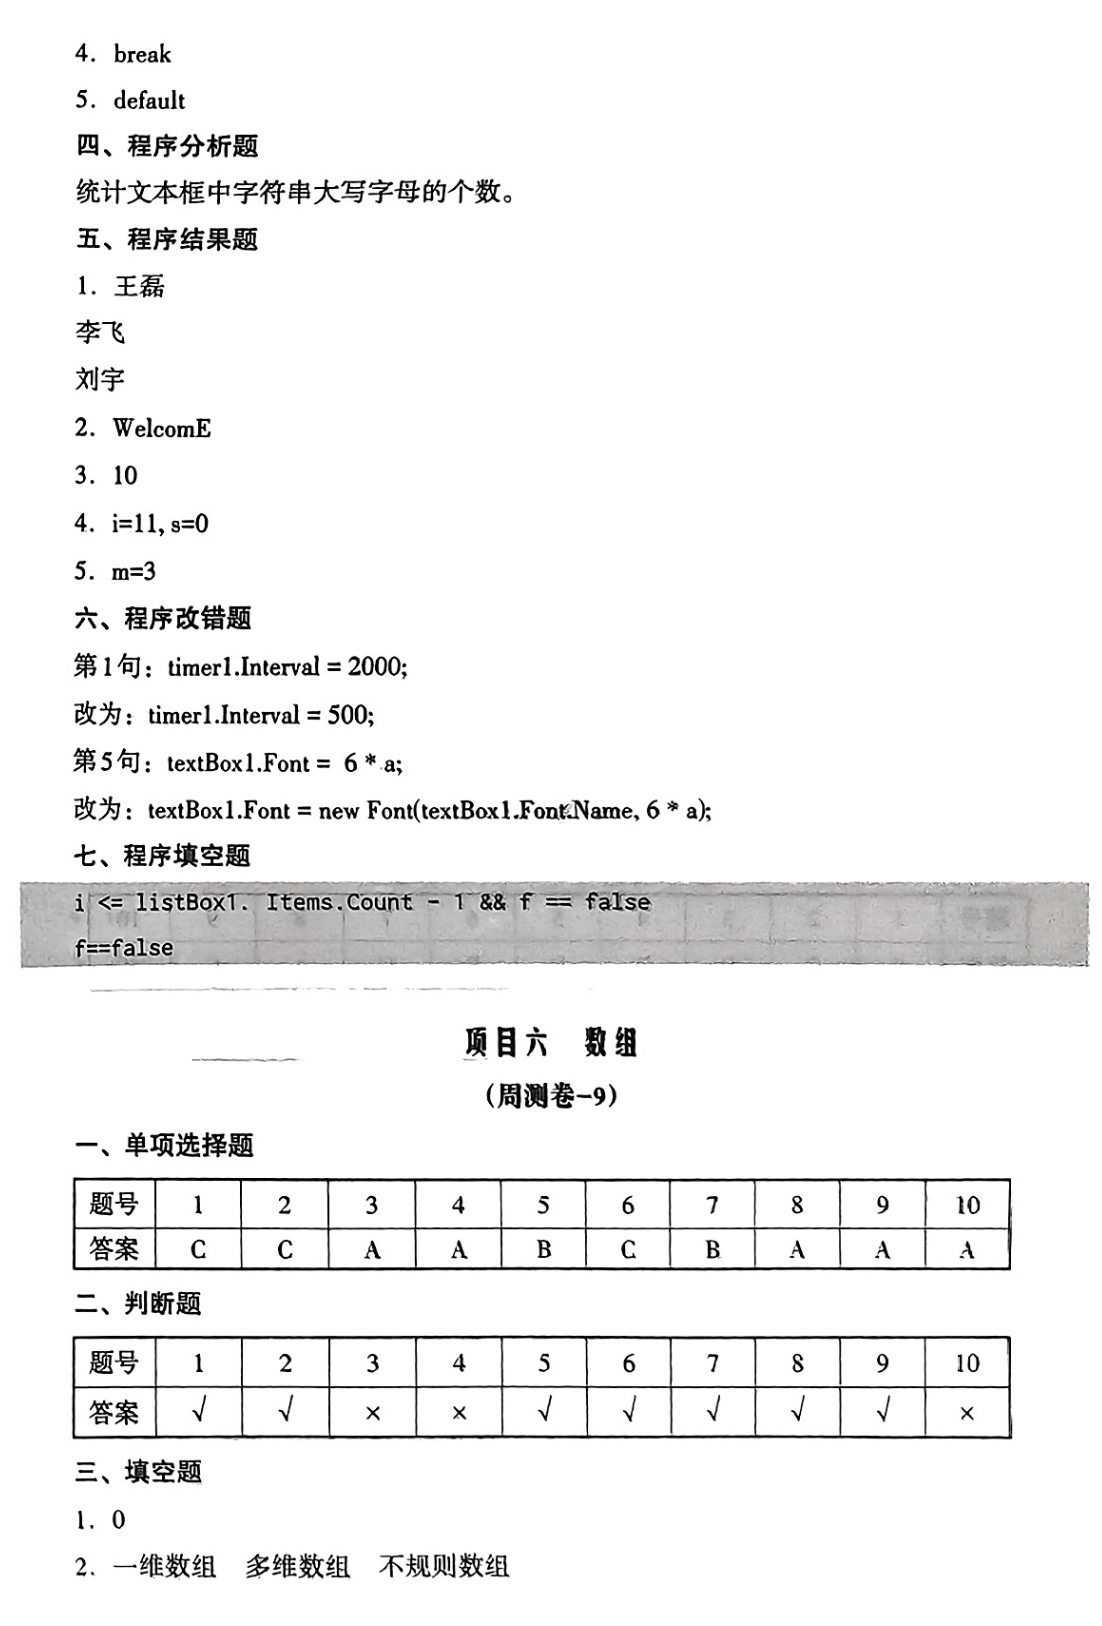 4. break
5. default
四、程序分析题
统计文本框中字符串大写字母的个数。
五、程序结果题
1. 王磊
李飞
刘宇
2. WelcomE
3. 10
4. i=11, s=0
5. m=3
六、程序改错题
第1句：timer1.Interval = 2000;
改为：timer1.Interval = 500;
第5句：textBox1.Font = 6 * a;
改为：textBox1.Font = new Font(textBox1.Font.Name, 6 * a);
七、程序填空题
i <= listBox1. Items.Count - 1 && f == false
f==false
项目六 数组
（周测卷-9）
一、单项选择题
题号 1 2 3 4 5 6 7 8 9 10
答案 C C A A B C B A A A
二、判断题
题号 1 2 3 4 5 6 7 8 9 10
答案 √ √ × × √ √ √ √ √ ×
三、填空题
1. 0
2. 一维数组 多维数组 不规则数组